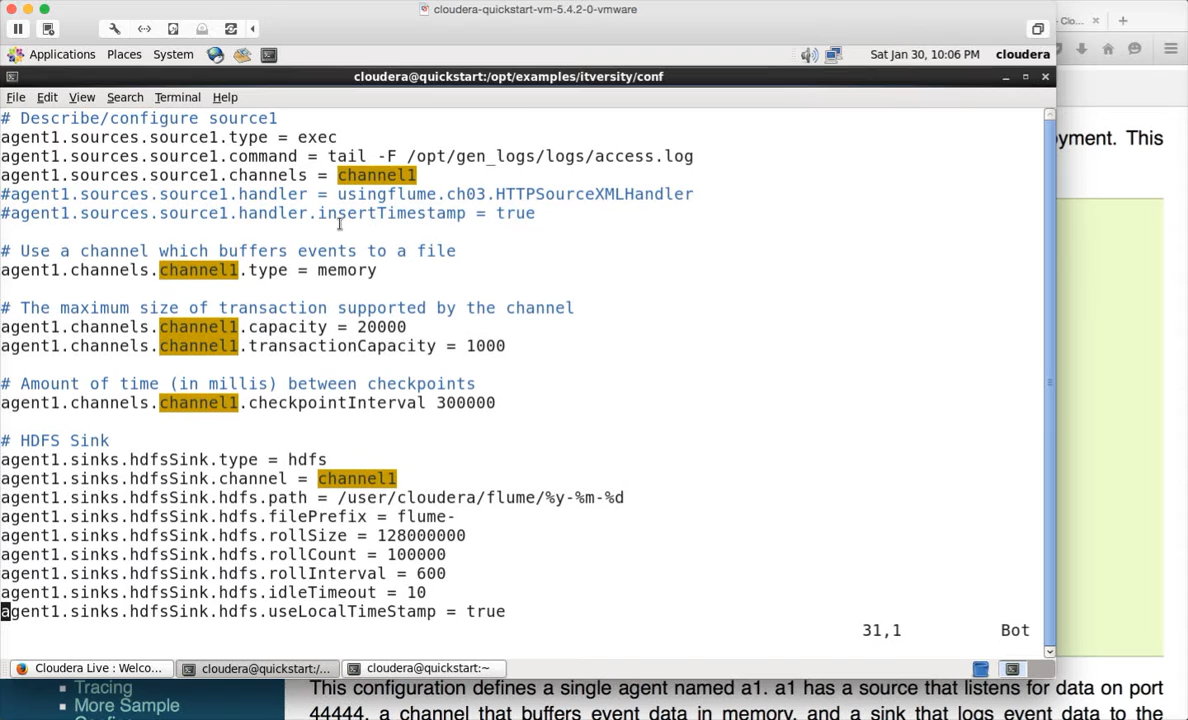 cloudera-quickstart-vm-5.4.2-0-vmware
Clo...
Applications Places System Sat Jan 30, 10:06 PM cloudera
cloudera@quickstart:/opt/examples/itversity/conf
File Edit View Search Terminal Help
# Describe/configure source1
agent1.sources.source1.type = exec
agent1.sources.source1.command = tail -F /opt/gen_logs/logs/access.log
agent1.sources.source1.channels = channel1
#agent1.sources.source1.handler = usingflume.ch03.HTTPSourceXMLHandler
#agent1.sources.source1.handler.insertTimestamp = true
# Use a channel which buffers events to a file
agent1.channels.channel1.type = memory
# The maximum size of transaction supported by the channel
agent1.channels.channel1.capacity = 20000
agent1.channels.channel1.transactionCapacity = 1000
# Amount of time (in millis) between checkpoints
agent1.channels.channel1.checkpointInterval 300000
# HDFS Sink
agent1.sinks.hdfsSink.type = hdfs
agent1.sinks.hdfsSink.channel = channel1
agent1.sinks.hdfsSink.hdfs.path = /user/cloudera/flume/%y-%m-%d
agent1.sinks.hdfsSink.hdfs.filePrefix = flume-
agent1.sinks.hdfsSink.hdfs.rollSize = 128000000
agent1.sinks.hdfsSink.hdfs.rollCount = 100000
agent1.sinks.hdfsSink.hdfs.rollInterval = 600
agent1.sinks.hdfsSink.hdfs.idleTimeout = 10
agent1.sinks.hdfsSink.hdfs.useLocalTimeStamp = true
31,1 Bot
Cloudera Live : Welco... cloudera@quickstart:/... cloudera@quickstart:~
oyment. This
Tracing
More Sample
This configuration defines a single agent named a1. a1 has a source that listens for data on port
44444, a channel that buffers event data in memory, and a sink that logs event data to the